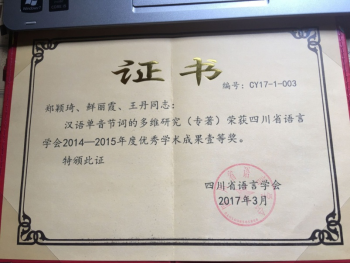 证书
编号：CY17-1-003
郑颖琦、鲜丽霞、王丹同志：
汉语单音节词的多维研究（专著）荣获四川省语言
学会2014—2015年度优秀学术成果壹等奖。
特颁此证
四川省语言学会
2017年3月